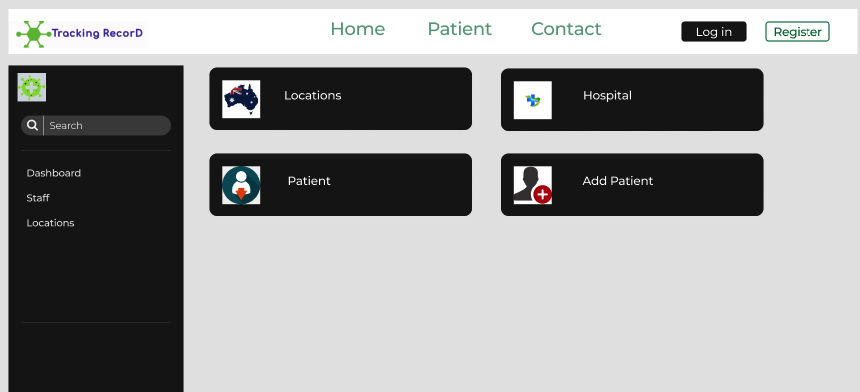 Tracking RecorD
Home
Patient
Contact
Log in
Register
Search
Dashboard
Staff
Locations
Locations
Hospital
Patient
Add Patient